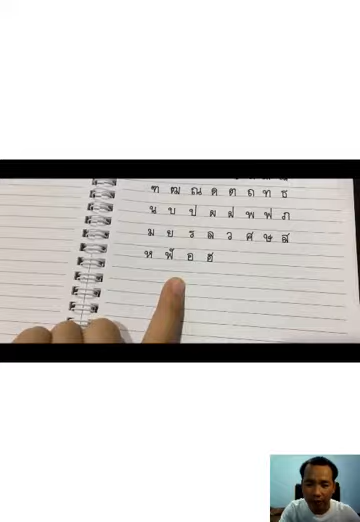 ฑ ฒ ณ ด ต ถ ท ธ
น บ ป ผ ฝ พ ฟ ภ
ม ย ร ล ว ศ ษ ส
ห ฬ อ ฮ